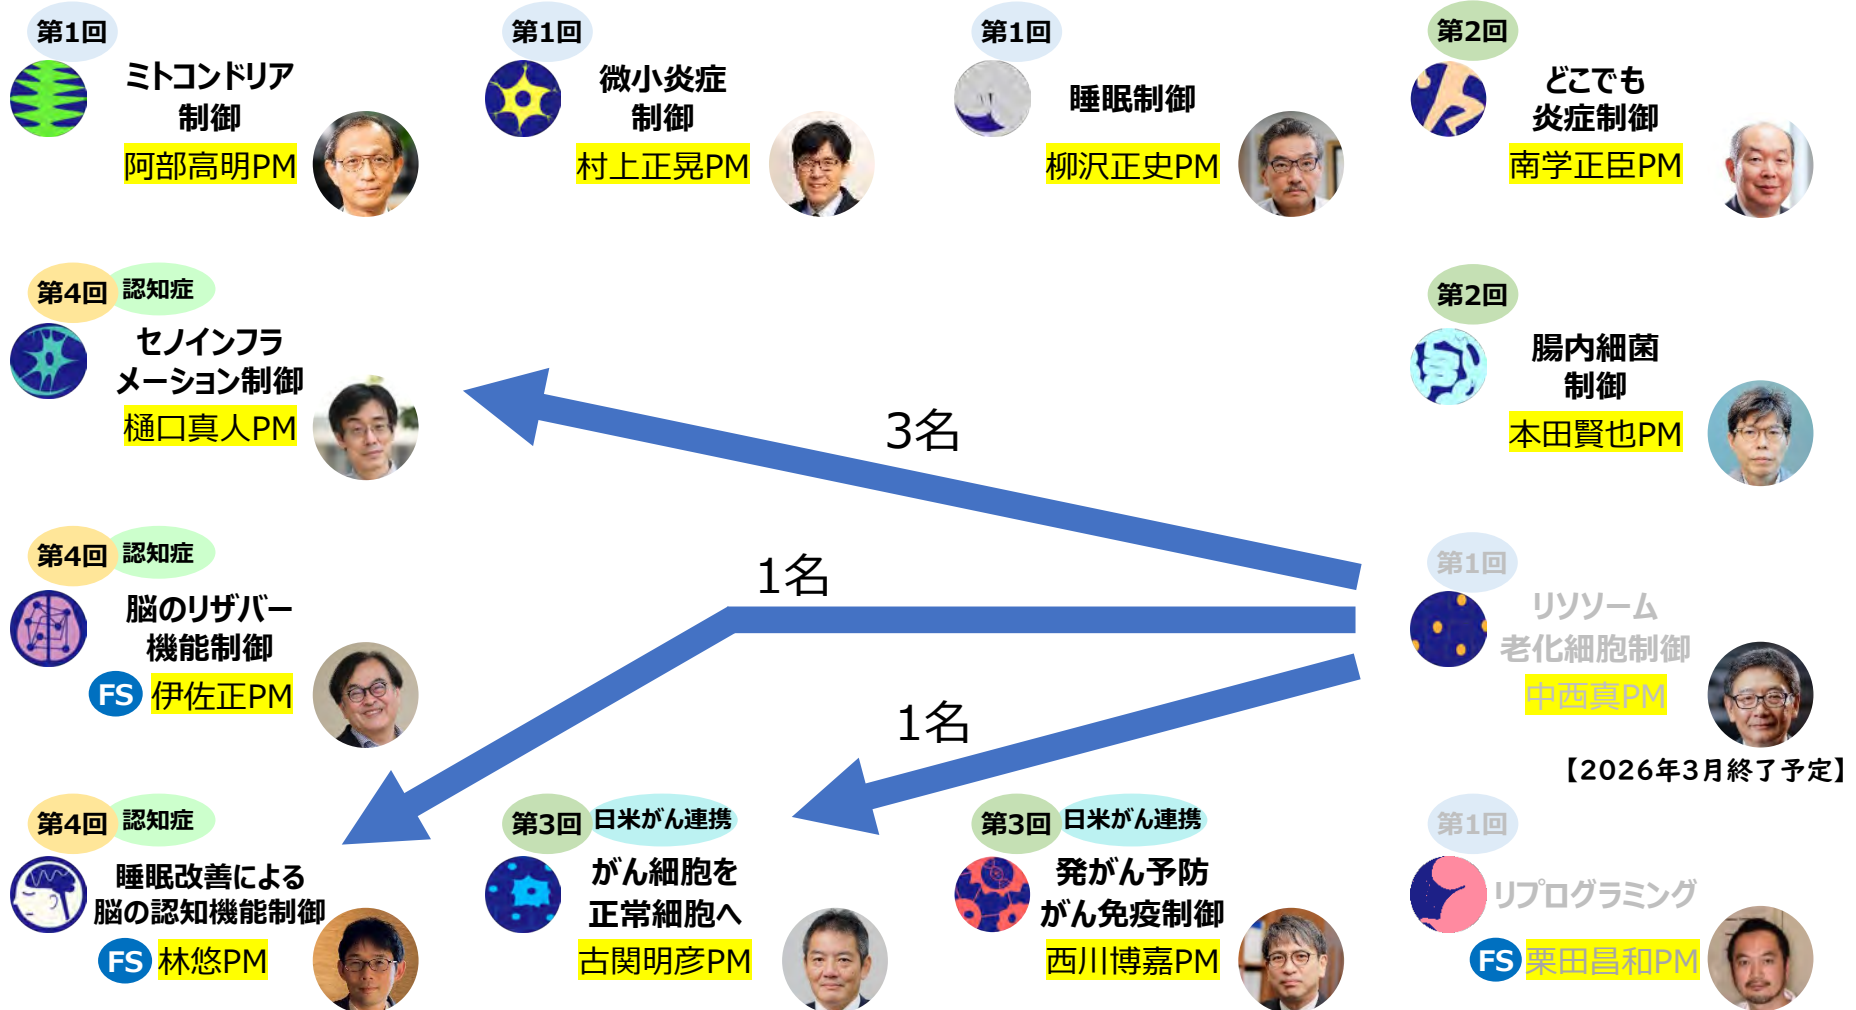 第1回
ミトコンドリア
制御
阿部高明PM
第1回
微小炎症
制御
村上正晃PM
第1回
睡眠制御
柳沢正史PM
第2回
どこでも
炎症制御
南学正臣PM
第4回 認知症
セノインフラ
メーション制御
樋口真人PM
3名
第2回
腸内細菌
制御
本田賢也PM
第4回 認知症
脳のリザバー
機能制御
FS 伊佐正PM
1名
1名
第1回
リソソーム
老化細胞制御
中西真PM
【2026年3月終了予定】
第4回 認知症
睡眠改善による
脳の認知機能制御
FS 林悠PM
第3回 日米がん連携
がん細胞を
正常細胞へ
古関明彦PM
第3回 日米がん連携
発がん予防
がん免疫制御
西川博嘉PM
第1回
リプログラミング
FS 栗田昌和PM